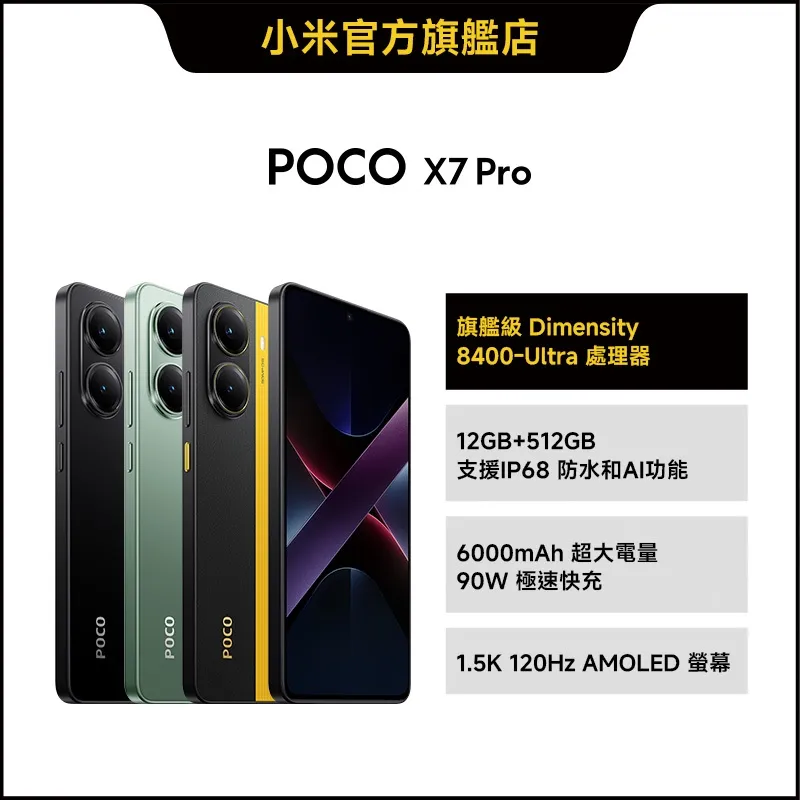 小米官方旗艦店
POCO X7 Pro
旗艦級 Dimensity
8400-Ultra 處理器
12GB+512GB
支援IP68 防水和AI功能
6000mAh 超大電量
90W 極速快充
1.5K 120Hz AMOLED 螢幕
POCO
POCO
POCO